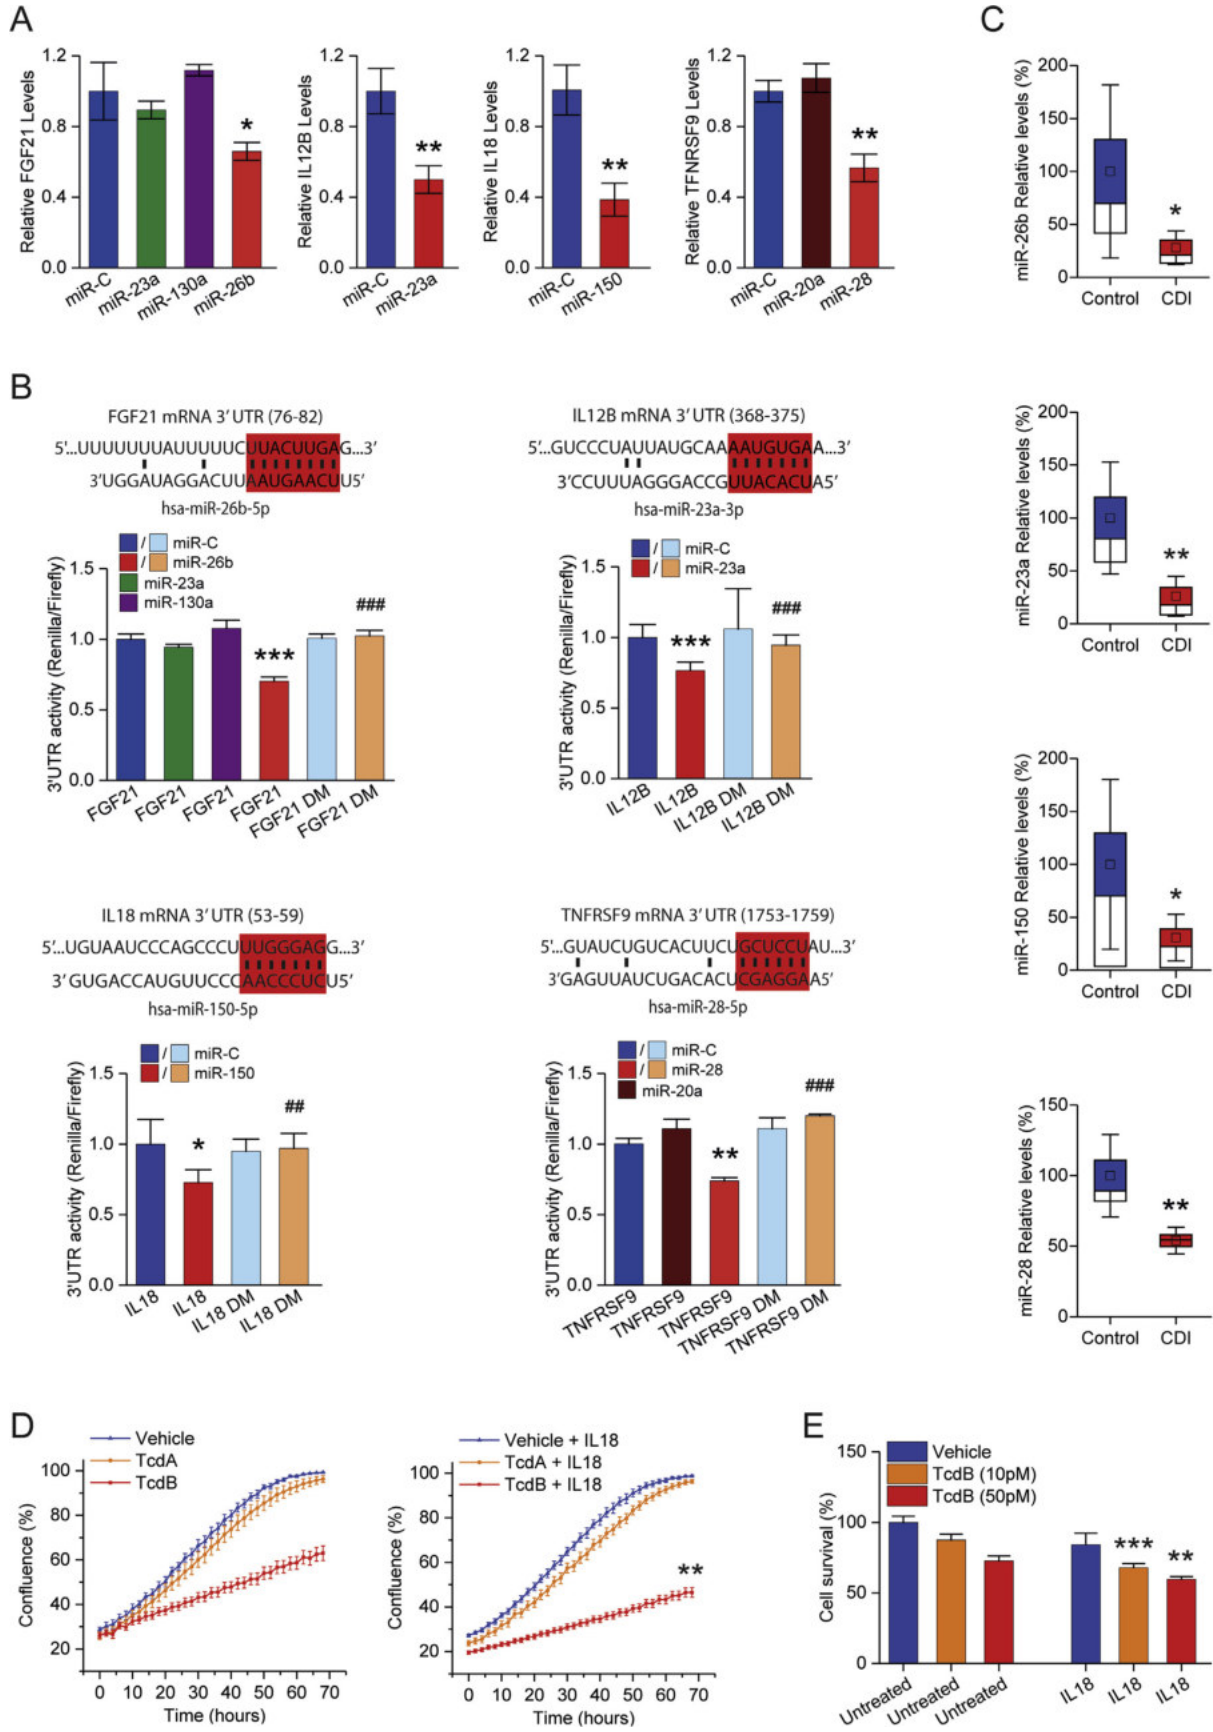 A
Relative FGF21 Levels
1.2
0.8
0.4
0.0
*
miR-C
miR-23a
miR-130a
miR-26b
Relative IL12B Levels
1.2
0.8
0.4
0.0
**
miR-C
miR-23a
Relative IL18 Levels
1.2
0.8
0.4
0.0
**
miR-C
miR-150
Relative TFNRSF9 Levels
1.2
0.8
0.4
0.0
**
miR-C
miR-20a
miR-28
C
miR-26b Relative levels (%)
200
150
100
50
0
*
Control
CDI
miR-23a Relative levels (%)
200
150
100
50
0
**
Control
CDI
miR-150 Relative levels (%)
200
150
100
50
0
*
Control
CDI
miR-28 Relative levels (%)
150
100
50
0
**
Control
CDI
B
FGF21 mRNA 3′ UTR (76-82)
5′...UUUUUUUAUUUUUCUUACUUGAG...3′
3′UGGAUAGGACUUAAUGAACUU5′
hsa-miR-26b-5p
/ miR-C
/ miR-26b
miR-23a
miR-130a
3'UTR activity (Renilla/Firefly)
1.5
1.0
0.5
0.0
***
###
FGF21
FGF21
FGF21
FGF21
FGF21 DM
FGF21 DM
IL12B mRNA 3′ UTR (368-375)
5′...GUCCCUAUUAUGCAAAAUGUGAA...3′
3′CCUUUAGGGACCGUUACACUA5′
hsa-miR-23a-3p
/ miR-C
/ miR-23a
3'UTR activity (Renilla/Firefly)
1.5
1.0
0.5
0.0
***
###
IL12B
IL12B
IL12B DM
IL12B DM
IL18 mRNA 3′ UTR (53-59)
5′...UGUAAUCCCAGCCCUUUGGGAGG...3′
3′GUGACCAUGUUCCCAACCCUCU5′
hsa-miR-150-5p
/ miR-C
/ miR-150
3'UTR activity (Renilla/Firefly)
1.5
1.0
0.5
0.0
*
##
IL18
IL18
IL18 DM
IL18 DM
TNFRSF9 mRNA 3′ UTR (1753-1759)
5′...GUAUCUGUCACUUCUGCUCCUAU...3′
3′GAGUUAUCUGACACUCGAGGAA5′
hsa-miR-28-5p
/ miR-C
/ miR-28
miR-20a
3'UTR activity (Renilla/Firefly)
1.5
1.0
0.5
0.0
**
###
TNFRSF9
TNFRSF9
TNFRSF9
TNFRSF9 DM
TNFRSF9 DM
D
Vehicle
TcdA
TcdB
Confluence (%)
100
80
60
40
20
0 10 20 30 40 50 60 70
Time (hours)
Vehicle + IL18
TcdA + IL18
TcdB + IL18
Confluence (%)
100
80
60
40
20
**
0 10 20 30 40 50 60 70
Time (hours)
E
Vehicle
TcdB (10pM)
TcdB (50pM)
Cell survival (%)
150
100
50
0
***
**
Untreated
Untreated
Untreated
IL18
IL18
IL18